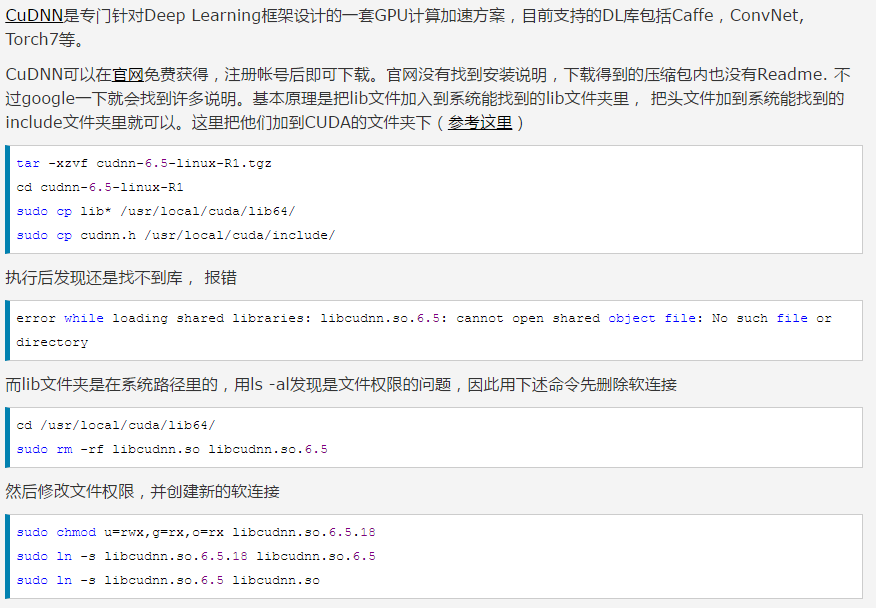 CuDNN是专门针对Deep Learning框架设计的一套GPU计算加速方案，目前支持的DL库包括Caffe，ConvNet,
Torch7等。
CuDNN可以在官网免费获得，注册帐号后即可下载。官网没有找到安装说明，下载得到的压缩包内也没有Readme. 不
过google一下就会找到许多说明。基本原理是把lib文件加入到系统能找到的lib文件夹里， 把头文件加到系统能找到的
include文件夹里就可以。这里把他们加到CUDA的文件夹下（参考这里）
tar -xzvf cudnn-6.5-linux-R1.tgz
cd cudnn-6.5-linux-R1
sudo cp lib* /usr/local/cuda/lib64/
sudo cp cudnn.h /usr/local/cuda/include/
执行后发现还是找不到库， 报错
error while loading shared libraries: libcudnn.so.6.5: cannot open shared object file: No such file or
directory
而lib文件夹是在系统路径里的，用ls -al发现是文件权限的问题，因此用下述命令先删除软连接
cd /usr/local/cuda/lib64/
sudo rm -rf libcudnn.so libcudnn.so.6.5
然后修改文件权限，并创建新的软连接
sudo chmod u=rwx,g=rx,o=rx libcudnn.so.6.5.18
sudo ln -s libcudnn.so.6.5.18 libcudnn.so.6.5
sudo ln -s libcudnn.so.6.5 libcudnn.so